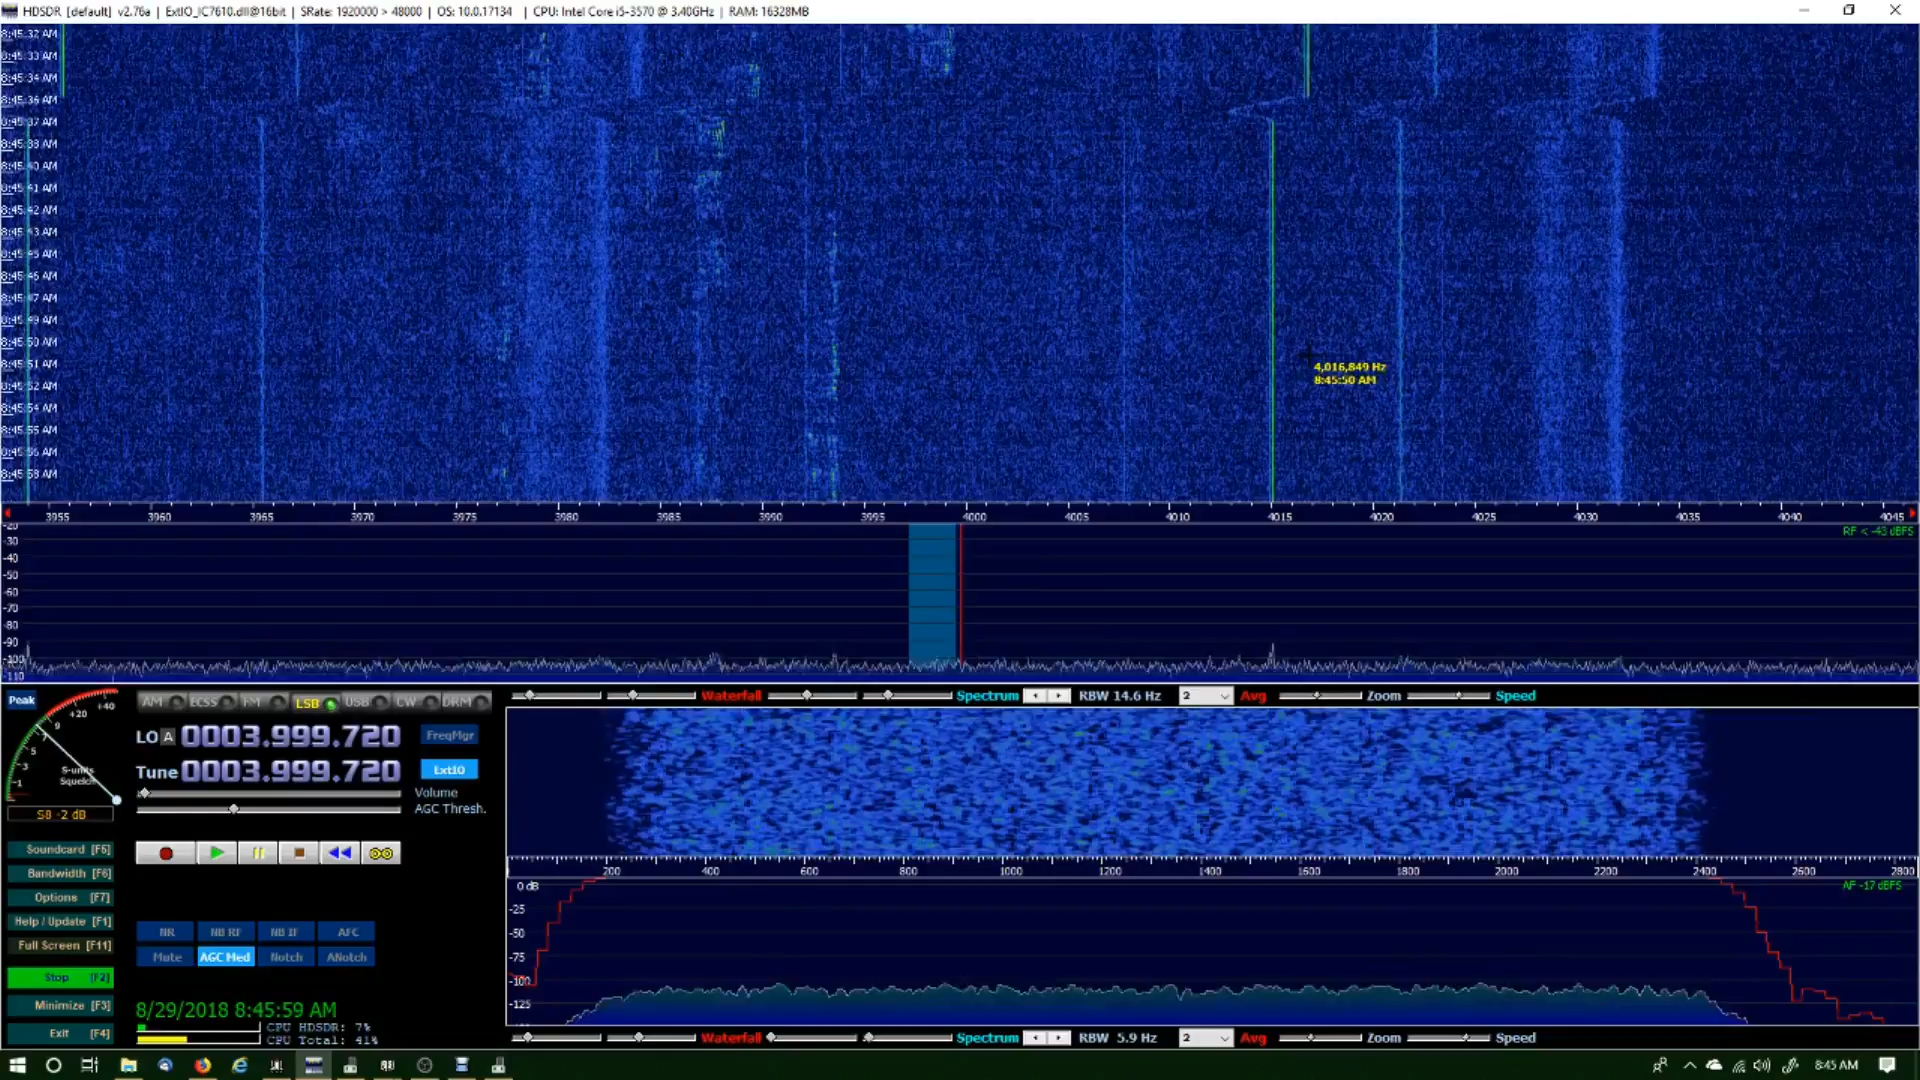 HDSDR [default] v2.76a | ExtIO_IC7610.dll@16bit | SRate: 1920000 > 48000 | OS: 10.0.17134 | CPU: Intel Core i5-3570 @ 3.40GHz | RAM: 16328MB
8:45:32 AM
8:45:33 AM
8:45:34 AM
8:45:36 AM
8:45:37 AM
8:45:38 AM
8:45:40 AM
8:45:41 AM
8:45:42 AM
8:45:43 AM
8:45:45 AM
8:45:46 AM
8:45:47 AM
8:45:49 AM
8:45:50 AM
8:45:51 AM
8:45:52 AM
8:45:54 AM
8:45:55 AM
8:45:56 AM
8:45:58 AM
4,016,849 Hz
8:45:50 AM
3955 3960 3965 3970 3975 3980 3985 3990 3995 4000 4005 4010 4015 4020 4025 4030 4035 4040 4045
RF < -43 dBFS
-20
-30
-40
-50
-60
-70
-80
-90
-100
-110
Peak
1 3 5 7 9 +20 +40
S-units
Squelch
S8 -2 dB
AM ECSS FM LSB USB CW DRM
LO A 0003.999.720 FreqMgr
Tune 0003.999.720 ExtIO
Volume
AGC Thresh.
Waterfall Spectrum RBW 14.6 Hz 2 Avg Zoom Speed
Soundcard [F5]
Bandwidth [F6]
Options [F7]
Help / Update [F1]
Full Screen [F11]
Stop [F2]
Minimize [F3]
Exit [F4]
NR NB RF NB IF AFC
Mute AGC Med Notch ANotch
8/29/2018 8:45:59 AM
CPU HDSDR: 7%
CPU Total: 41%
200 400 600 800 1000 1200 1400 1600 1800 2000 2200 2400 2600 2800
AF -17 dBFS
0 dB
-25
-50
-75
-100
-125
Waterfall Spectrum RBW 5.9 Hz 2 Avg Zoom Speed
8:45 AM